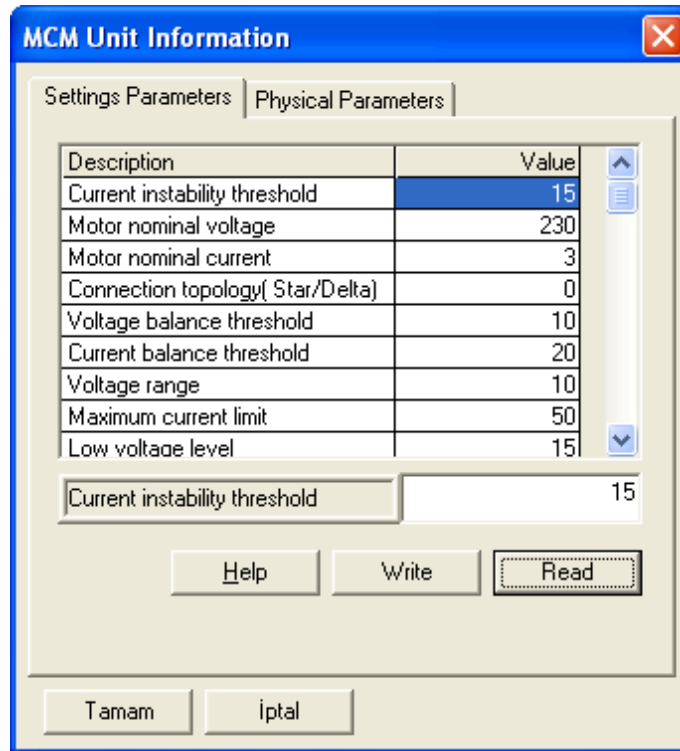 MCM Unit Information
Settings Parameters Physical Parameters
Description Value
Current instability threshold 15
Motor nominal voltage 230
Motor nominal current 3
Connection topology( Star/Delta) 0
Voltage balance threshold 10
Current balance threshold 20
Voltage range 10
Maximum current limit 50
Low voltage level 15
Current instability threshold 15
Help Write Read
Tamam İptal